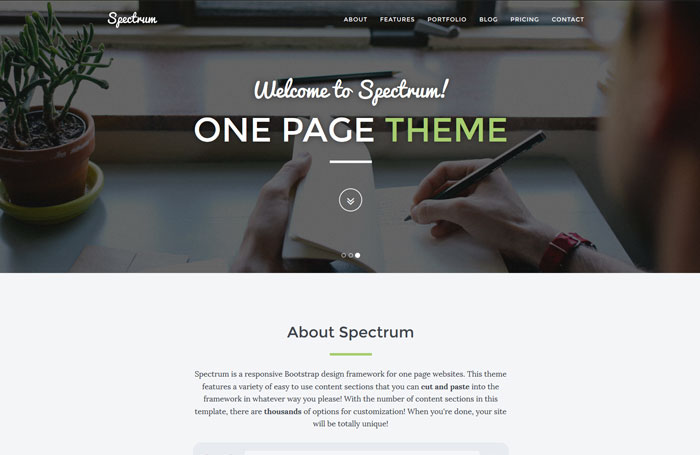 Spectrum
ABOUT FEATURES PORTFOLIO BLOG PRICING CONTACT
Welcome to Spectrum!
ONE PAGE THEME
About Spectrum
Spectrum is a responsive Bootstrap design framework for one page websites. This theme
features a variety of easy to use content sections that you can cut and paste into the
framework in whatever way you please! With the number of content sections in this
template, there are thousands of options for customization! When you're done, your site
will be totally unique!